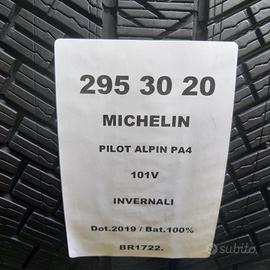 295 30 20
MICHELIN
PILOT ALPIN PA4
101V
INVERNALI
Dot.2019 / Bat.100%
BR1722.
subito